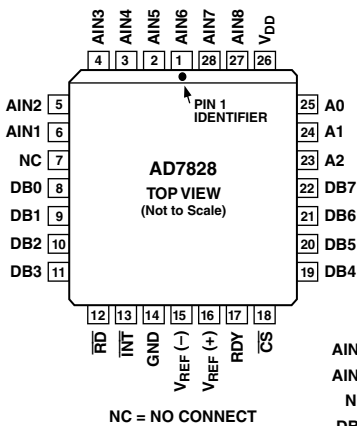 AIN3 AIN4 AIN5 AIN6 AIN7 AIN8 VDD
4 3 2 1 28 27 26
PIN 1
IDENTIFIER
AIN2 5
AIN1 6
NC 7
DB0 8
DB1 9
DB2 10
DB3 11
AD7828
TOP VIEW
(Not to Scale)
25 A0
24 A1
23 A2
22 DB7
21 DB6
20 DB5
19 DB4
12 13 14 15 16 17 18
R̅D̅ I̅N̅T̅ GND VREF (–) VREF (+) RDY C̅S̅
NC = NO CONNECT
AIN
AIN
N
DB